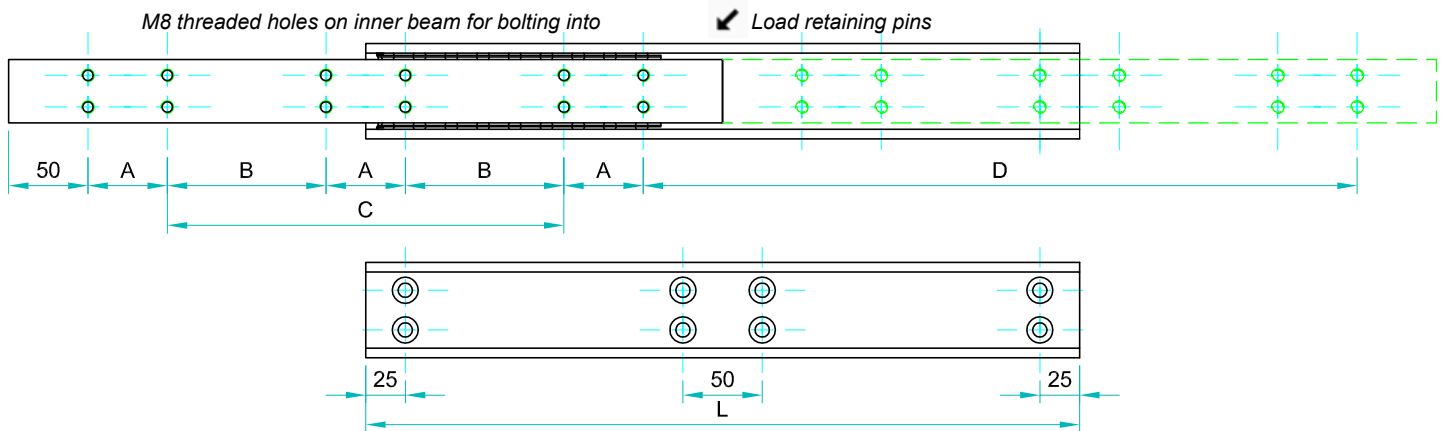 M8 threaded holes on inner beam for bolting into
Load retaining pins
50 A B A B A D
C
25 50 25
L